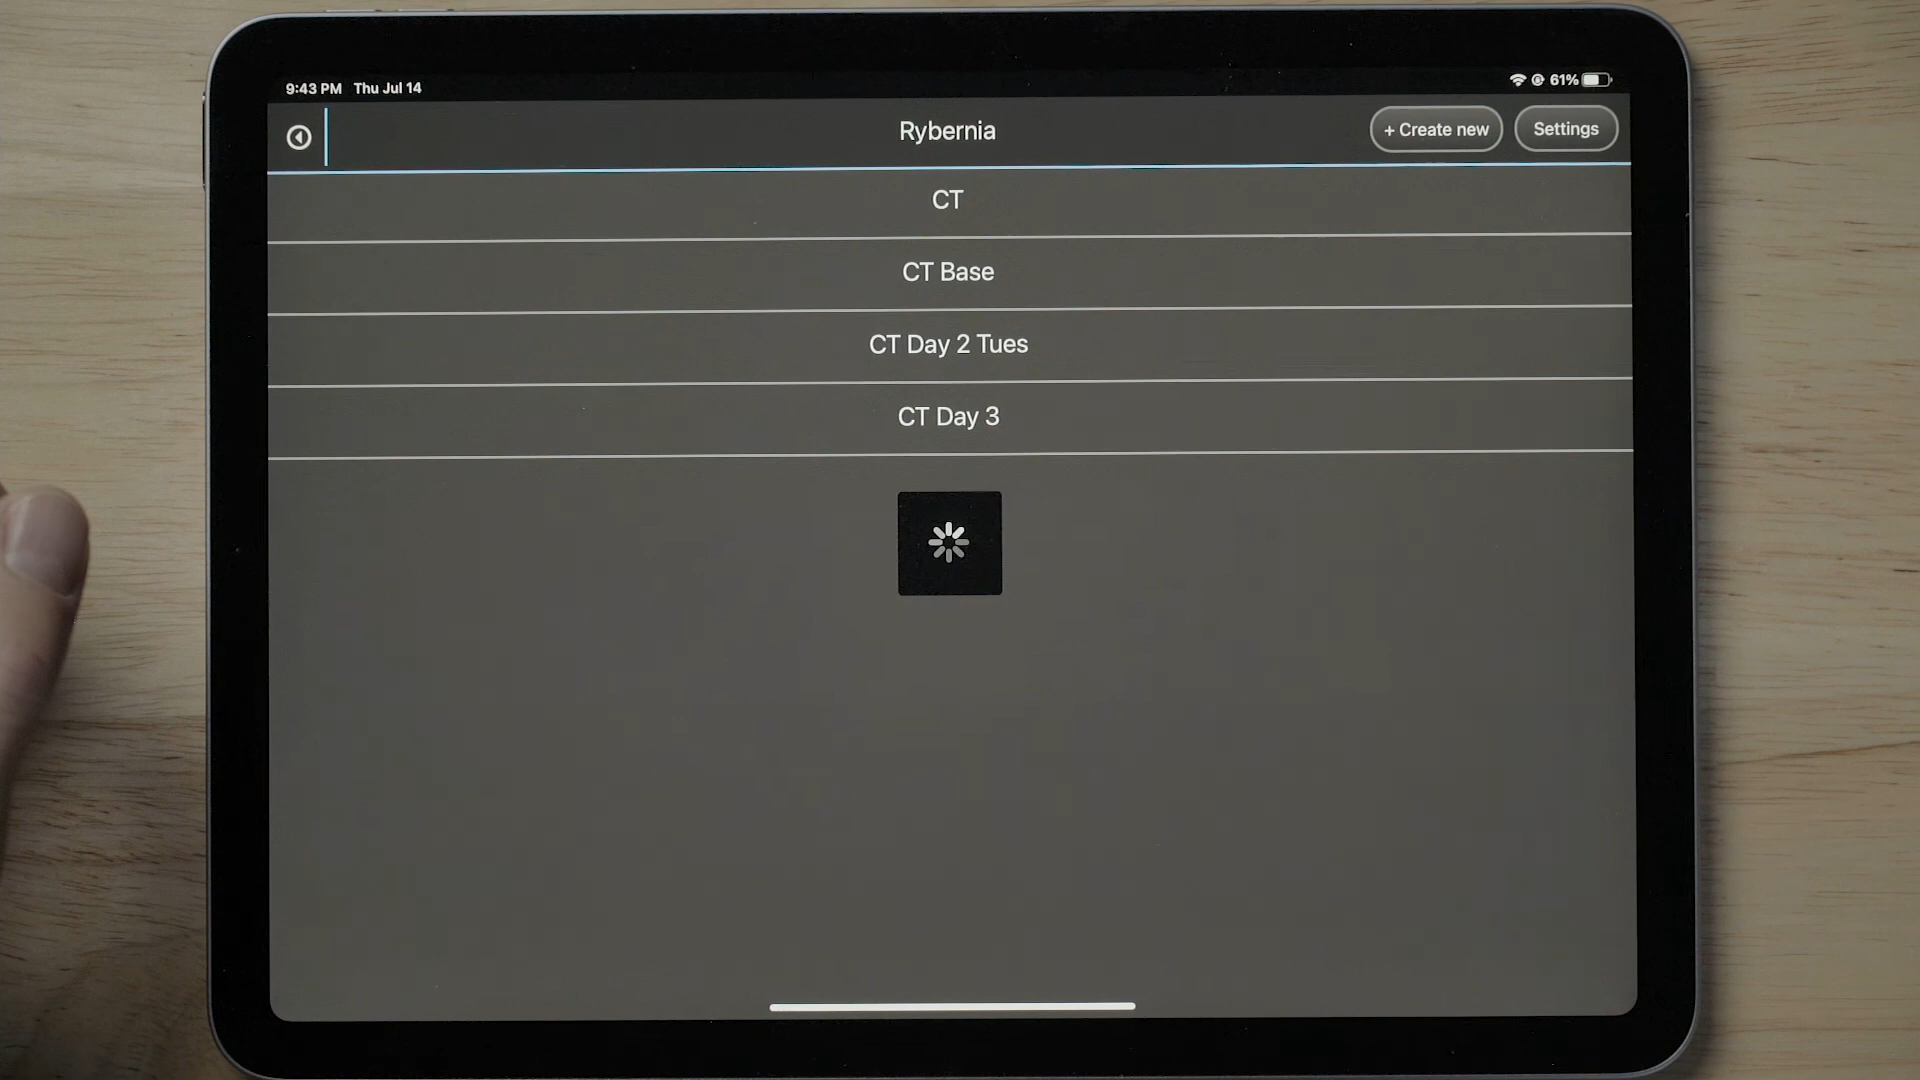 9:43 PM Thu Jul 14
61%
Rybernia
+ Create new
Settings
CT
CT Base
CT Day 2 Tues
CT Day 3